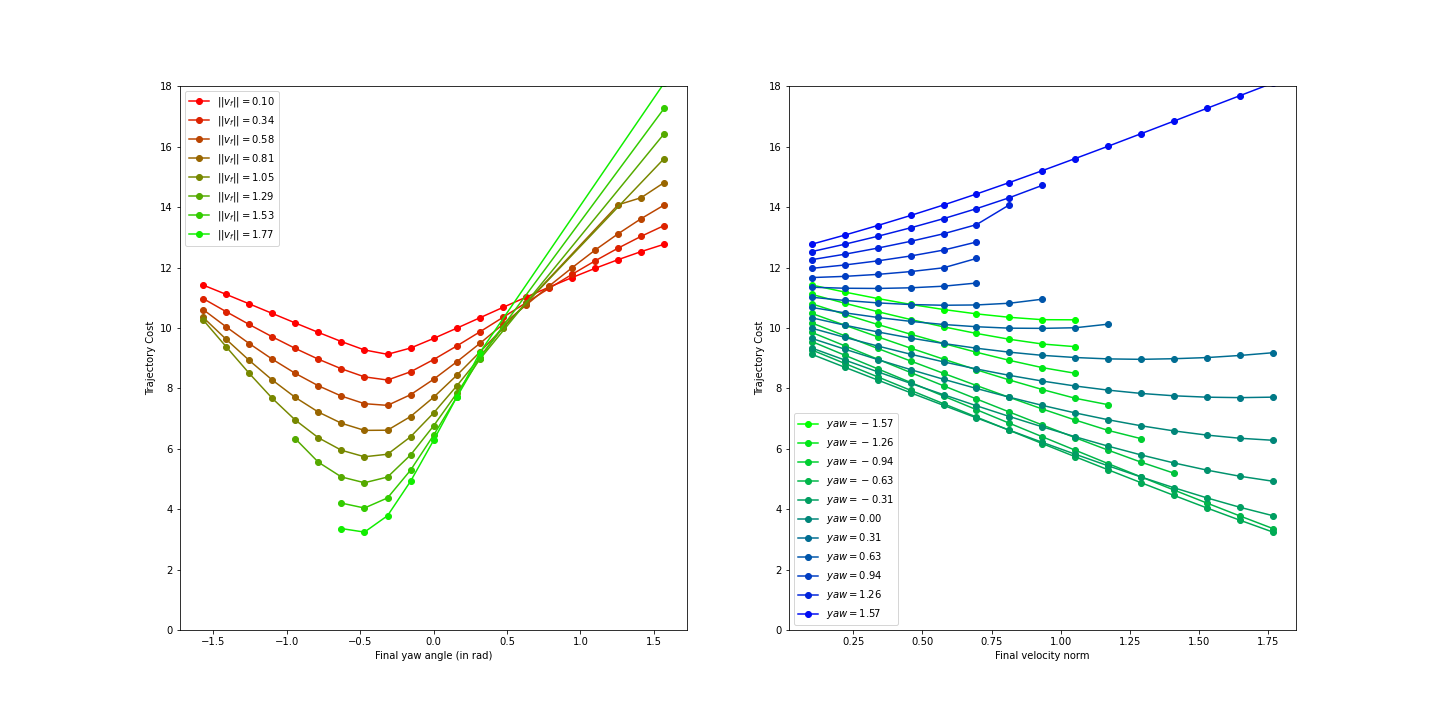 18
16
14
12
10
8
6
4
2
0
Trajectory Cost
||v_f|| = 0.10
||v_f|| = 0.34
||v_f|| = 0.58
||v_f|| = 0.81
||v_f|| = 1.05
||v_f|| = 1.29
||v_f|| = 1.53
||v_f|| = 1.77
−1.5 −1.0 −0.5 0.0 0.5 1.0 1.5
Final yaw angle (in rad)
18
16
14
12
10
8
6
4
2
0
Trajectory Cost
yaw = −1.57
yaw = −1.26
yaw = −0.94
yaw = −0.63
yaw = −0.31
yaw = 0.00
yaw = 0.31
yaw = 0.63
yaw = 0.94
yaw = 1.26
yaw = 1.57
0.25 0.50 0.75 1.00 1.25 1.50 1.75
Final velocity norm